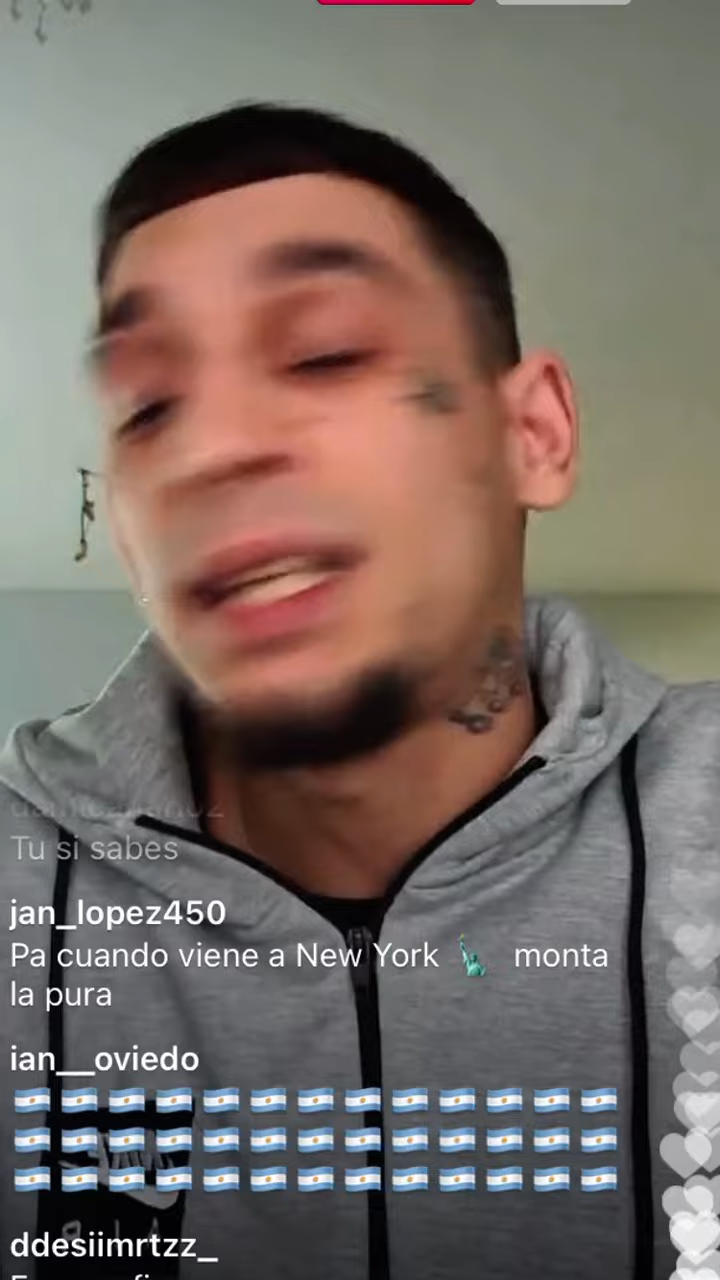 Tu si sabes
jan_lopez450
Pa cuando viene a New York 🗽 monta
la pura
ian__oviedo
🇦🇷🇦🇷🇦🇷🇦🇷🇦🇷🇦🇷🇦🇷🇦🇷🇦🇷🇦🇷🇦🇷🇦🇷🇦🇷
🇦🇷🇦🇷🇦🇷🇦🇷🇦🇷🇦🇷🇦🇷🇦🇷🇦🇷🇦🇷🇦🇷🇦🇷🇦🇷
🇦🇷🇦🇷🇦🇷🇦🇷🇦🇷🇦🇷🇦🇷🇦🇷🇦🇷🇦🇷🇦🇷🇦🇷🇦🇷
ddesiimrtzz_